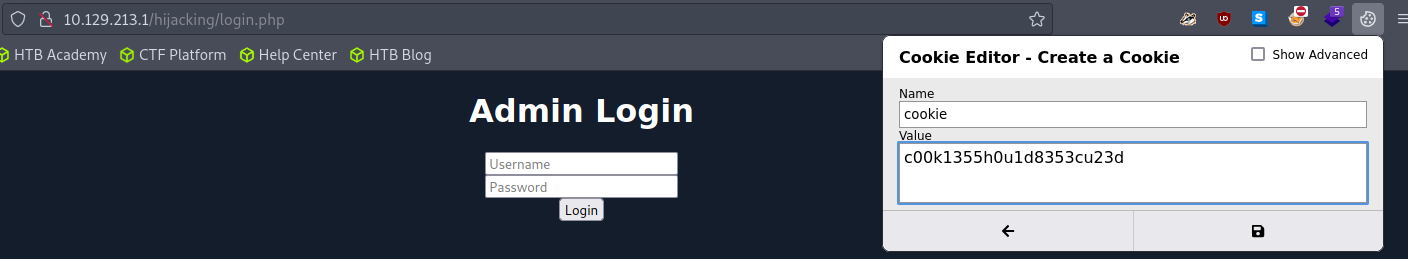 10.129.213.1/hijacking/login.php
5
HTB Academy CTF Platform Help Center HTB Blog
Admin Login
Username
Password
Login
Cookie Editor - Create a Cookie Show Advanced
Name
cookie
Value
c00k1355h0u1d8353cu23d